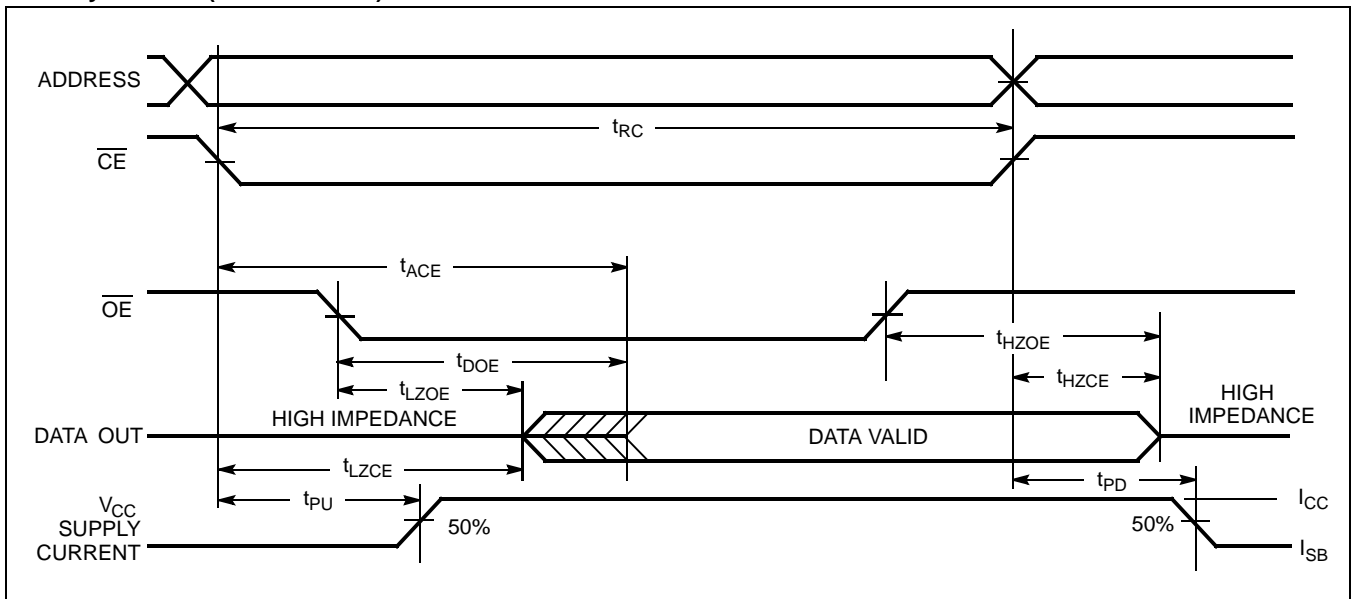 ADDRESS
tRC
CE
tACE
OE
tHZOE
tDOE
tHZCE
tLZOE
HIGH IMPEDANCE
HIGH
IMPEDANCE
DATA OUT
DATA VALID
tLZCE
tPD
tPU
VCC
SUPPLY
CURRENT
50%
50%
ICC
ISB